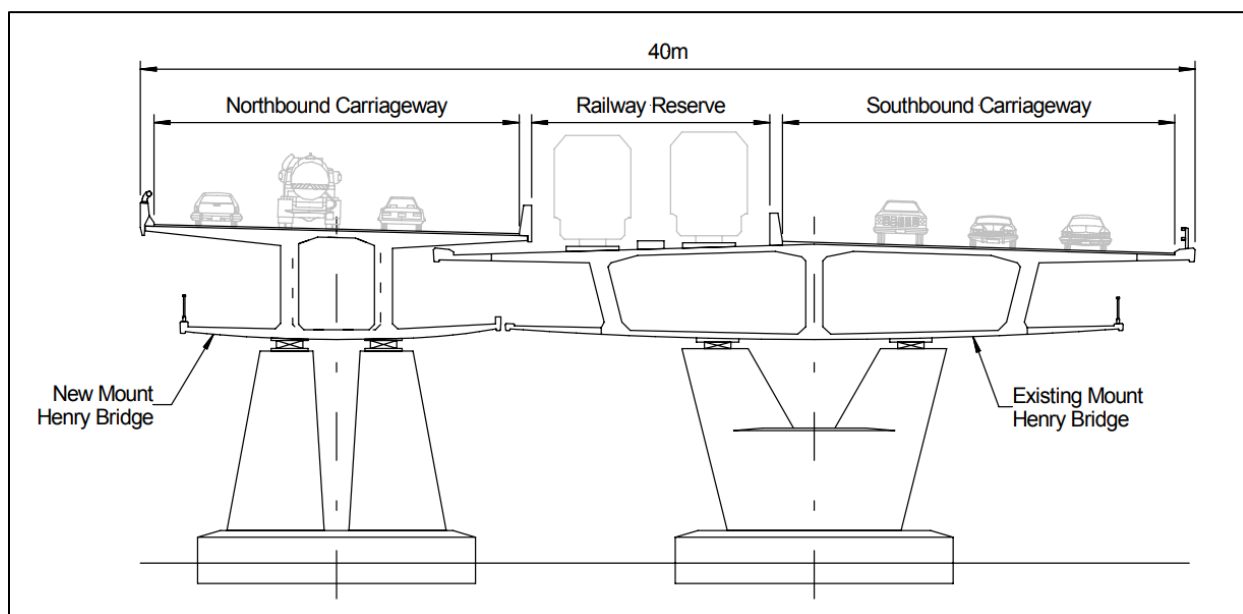 40m
Northbound Carriageway
Railway Reserve
Southbound Carriageway
New Mount
Henry Bridge
Existing Mount
Henry Bridge